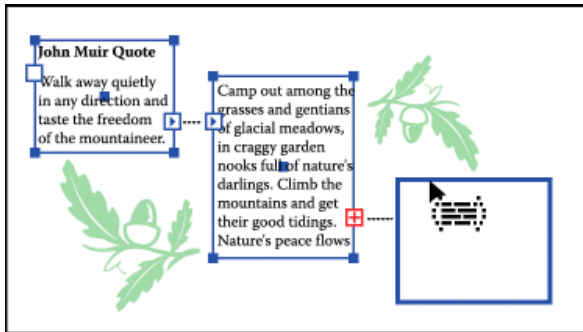 John Muir Quote
Walk away quietly
in any direction and
taste the freedom
of the mountaineer.
Camp out among the
grasses and gentians
of glacial meadows,
in craggy garden
nooks full of nature's
darlings. Climb the
mountains and get
their good tidings.
Nature's peace flows